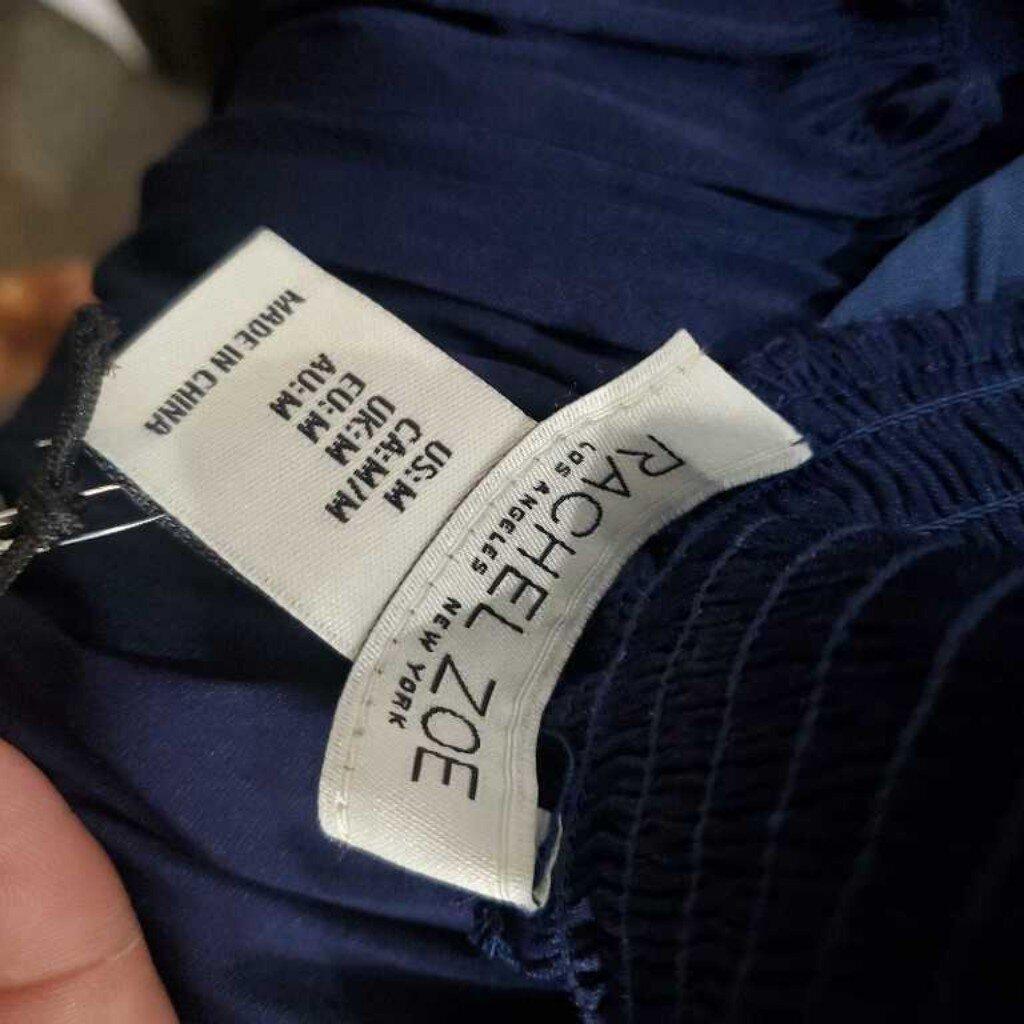 RACHEL ZOE
LOS ANGELES NEW YORK
US:M
CA:M/M
UK:M
EU:M
AU:M
MADE IN CHINA